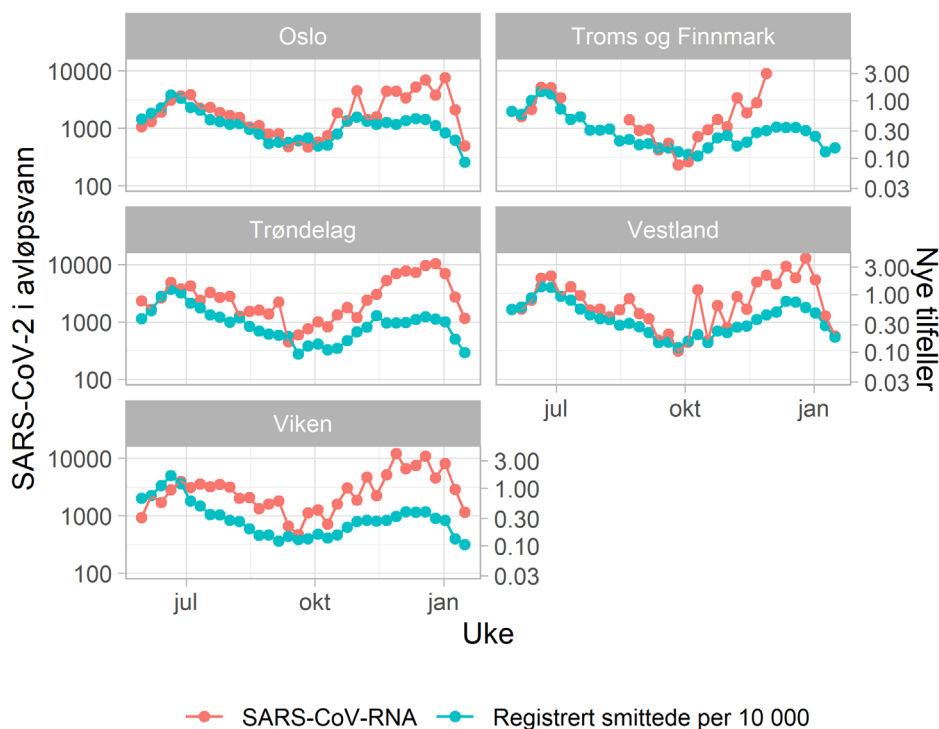 Oslo
Troms og Finnmark
10000
1000
100
3.00
1.00
0.30
0.10
0.03
Trøndelag
Vestland
10000
1000
100
3.00
1.00
0.30
0.10
0.03
jul
okt
jan
Viken
10000
1000
100
3.00
1.00
0.30
0.10
0.03
jul
okt
jan
SARS-CoV-2 i avløpsvann
Nye tilfeller
Uke
SARS-CoV-RNA
Registrert smittede per 10 000